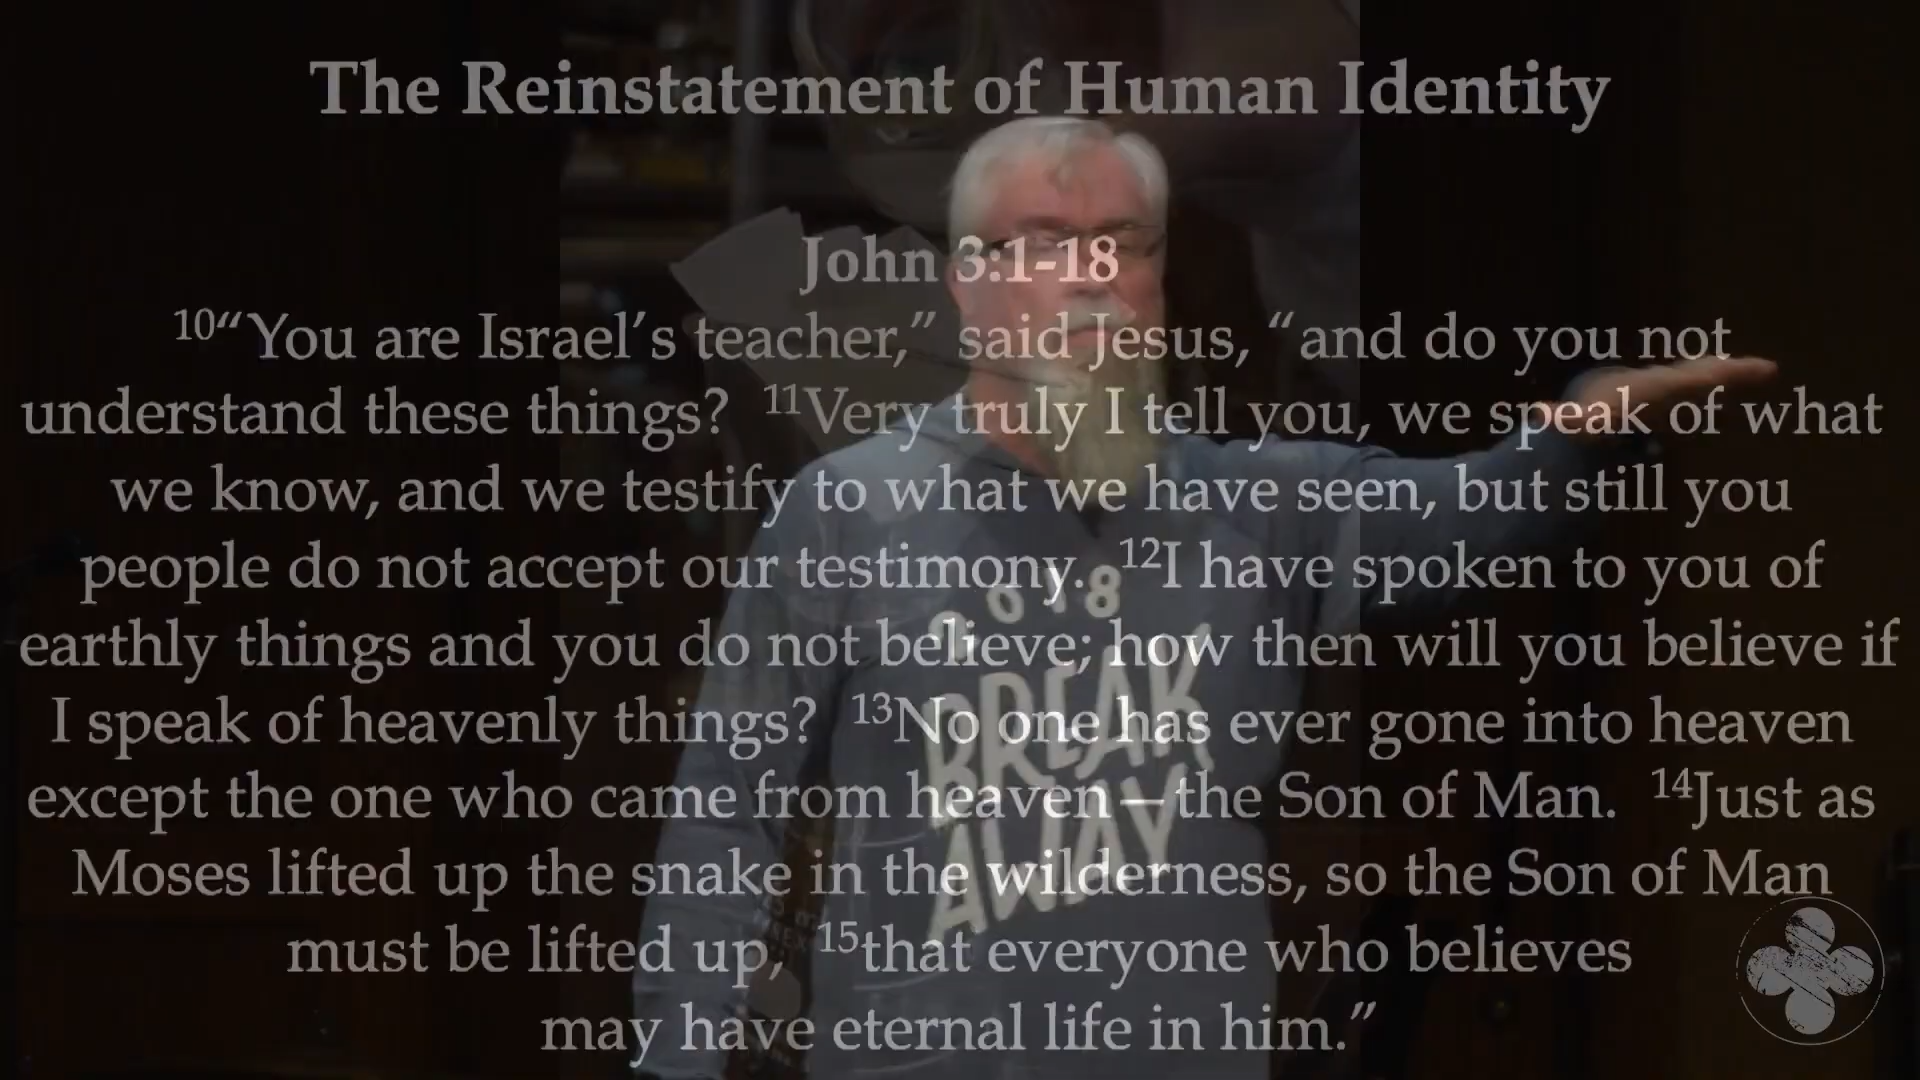 The Reinstatement of Human Identity
John 3:1-18
10“You are Israel’s teacher,” said Jesus, “and do you not
understand these things? 11Very truly I tell you, we speak of what
we know, and we testify to what we have seen, but still you
people do not accept our testimony. 12I have spoken to you of
earthly things and you do not believe; how then will you believe if
I speak of heavenly things? 13No one has ever gone into heaven
except the one who came from heaven—the Son of Man. 14Just as
Moses lifted up the snake in the wilderness, so the Son of Man
must be lifted up, 15that everyone who believes
may have eternal life in him.”
2018
BREAK
AWAY